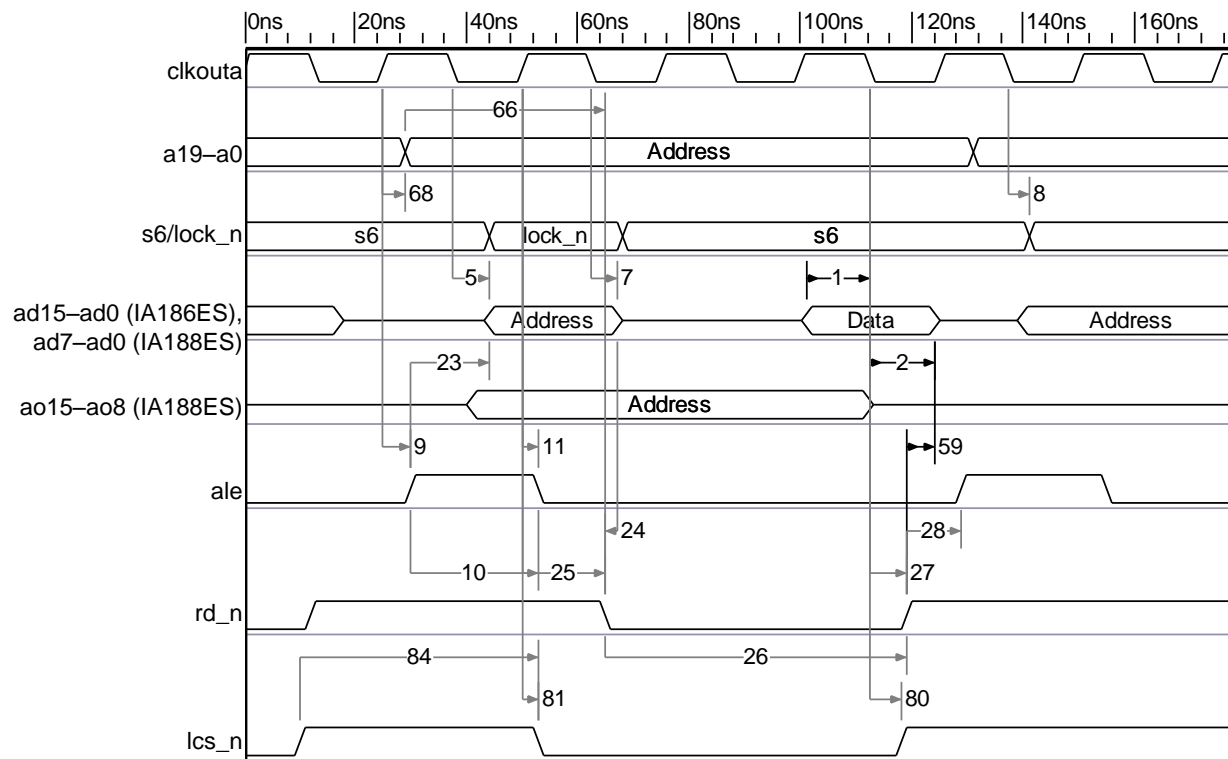 0ns 20ns 40ns 60ns 80ns 100ns 120ns 140ns 160ns
clkouta
66
a19–a0 Address
68 8
s6/lock_n s6 lock_n s6
5 7 1
ad15–ad0 (IA186ES), Address Data Address
ad7–ad0 (IA188ES)
23 2
ao15–ao8 (IA188ES) Address
9 11 59
ale
24 28
10 25 27
rd_n
84 26
81 80
lcs_n